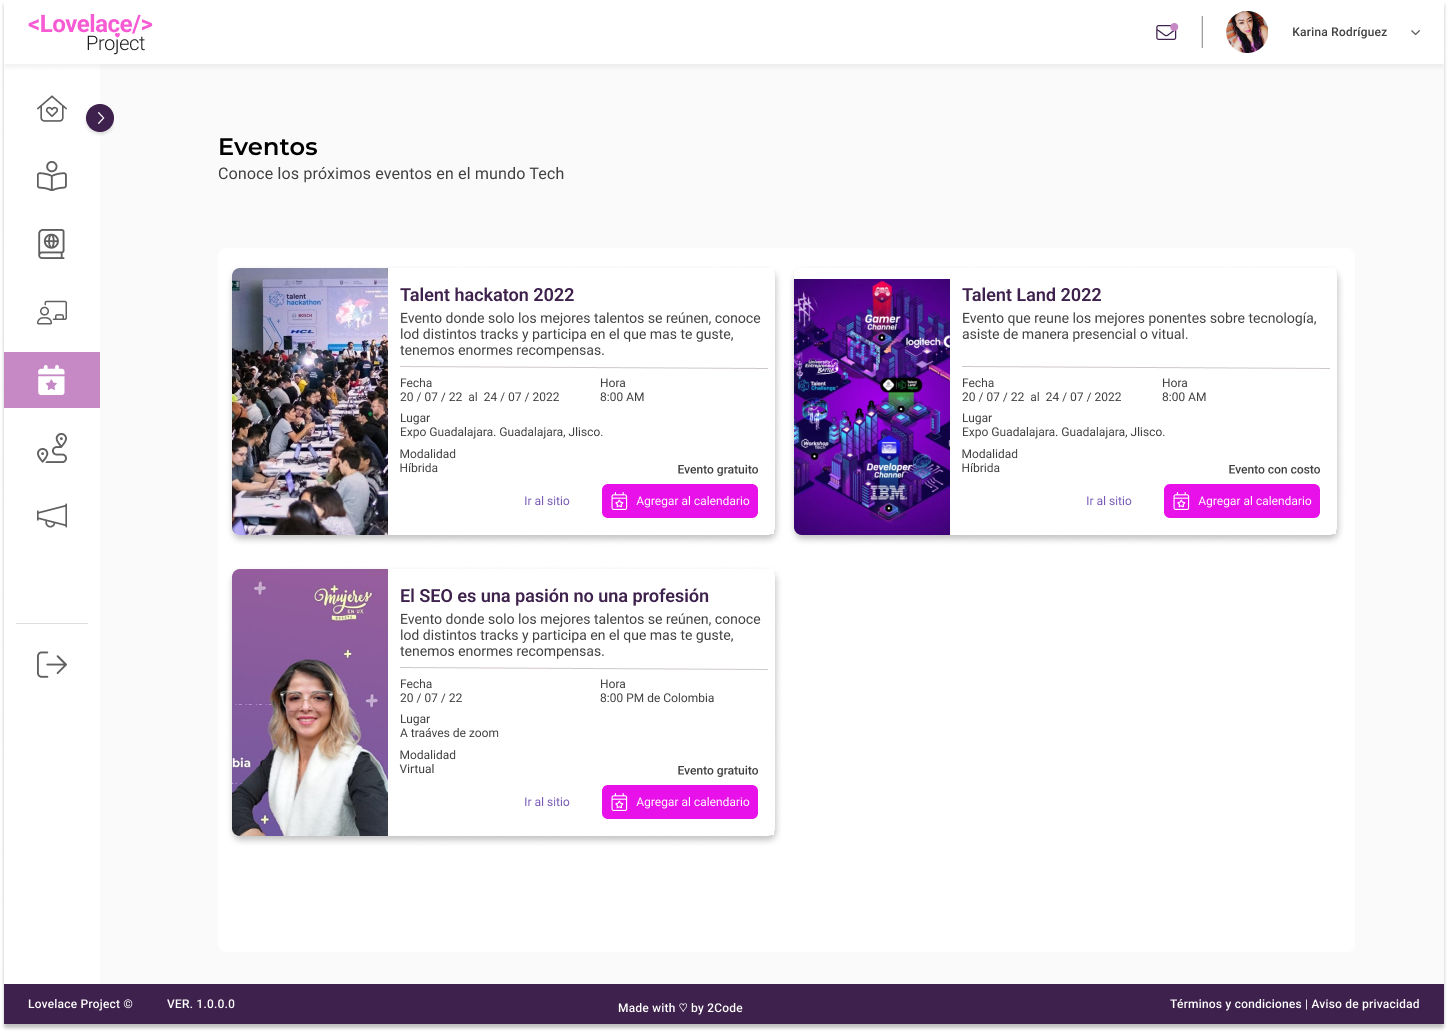 <Lovelace/>
Project
Karina Rodríguez
Eventos
Conoce los próximos eventos en el mundo Tech
talent
hackathon
BOSCH
HCL
Talent hackaton 2022
Evento donde solo los mejores talentos se reúnen, conoce
lod distintos tracks y participa en el que mas te guste,
tenemos enormes recompensas.
Fecha
Hora
20 / 07 / 22 al 24 / 07 / 2022
8:00 AM
Lugar
Expo Guadalajara. Guadalajara, Jlisco.
Modalidad
Híbrida
Evento gratuito
Ir al sitio
Agregar al calendario
Gamer
Channel
logitech
University
Entrepreneur
Battle
Talent
Challenge
Workshop
Tech
Developer
Channel
IBM
Talent Land 2022
Evento que reune los mejores ponentes sobre tecnología,
asiste de manera presencial o vitual.
Fecha
Hora
20 / 07 / 22 al 24 / 07 / 2022
8:00 AM
Lugar
Expo Guadalajara. Guadalajara, Jlisco.
Modalidad
Híbrida
Evento con costo
Ir al sitio
Agregar al calendario
Mujeres
EN UX
BOGOTÁ
bia
El SEO es una pasión no una profesión
Evento donde solo los mejores talentos se reúnen, conoce
lod distintos tracks y participa en el que mas te guste,
tenemos enormes recompensas.
Fecha
Hora
20 / 07 / 22
8:00 PM de Colombia
Lugar
A traáves de zoom
Modalidad
Virtual
Evento gratuito
Ir al sitio
Agregar al calendario
Lovelace Project ©
VER. 1.0.0.0
Made with ♡ by 2Code
Términos y condiciones | Aviso de privacidad